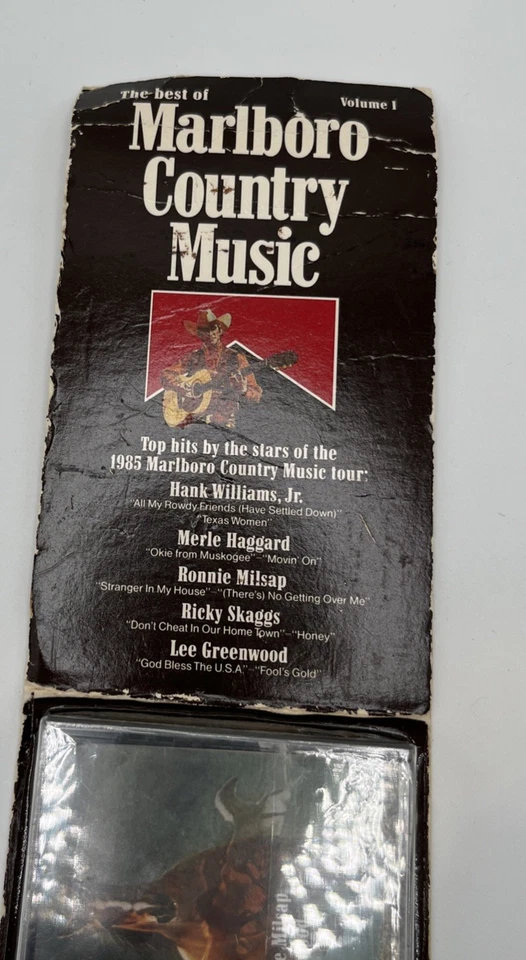 The best of
Volume 1
Marlboro
Country
Music
Top hits by the stars of the
1985 Marlboro Country Music tour:
Hank Williams, Jr.
"All My Rowdy Friends (Have Settled Down)"
"Texas Women"
Merle Haggard
"Okie from Muskogee"–"Movin' On"
Ronnie Milsap
"Stranger In My House"–"(There's) No Getting Over Me"
Ricky Skaggs
"Don't Cheat In Our Home Town"–"Honey"
Lee Greenwood
"God Bless The U.S.A."–"Fool's Gold"
Milsap